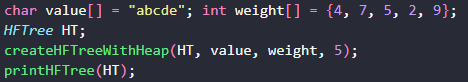 char value[] = "abcde"; int weight[] = {4, 7, 5, 2, 9};
HFTree HT;
createHFTreeWithHeap(HT, value, weight, 5);
printHFTree(HT);